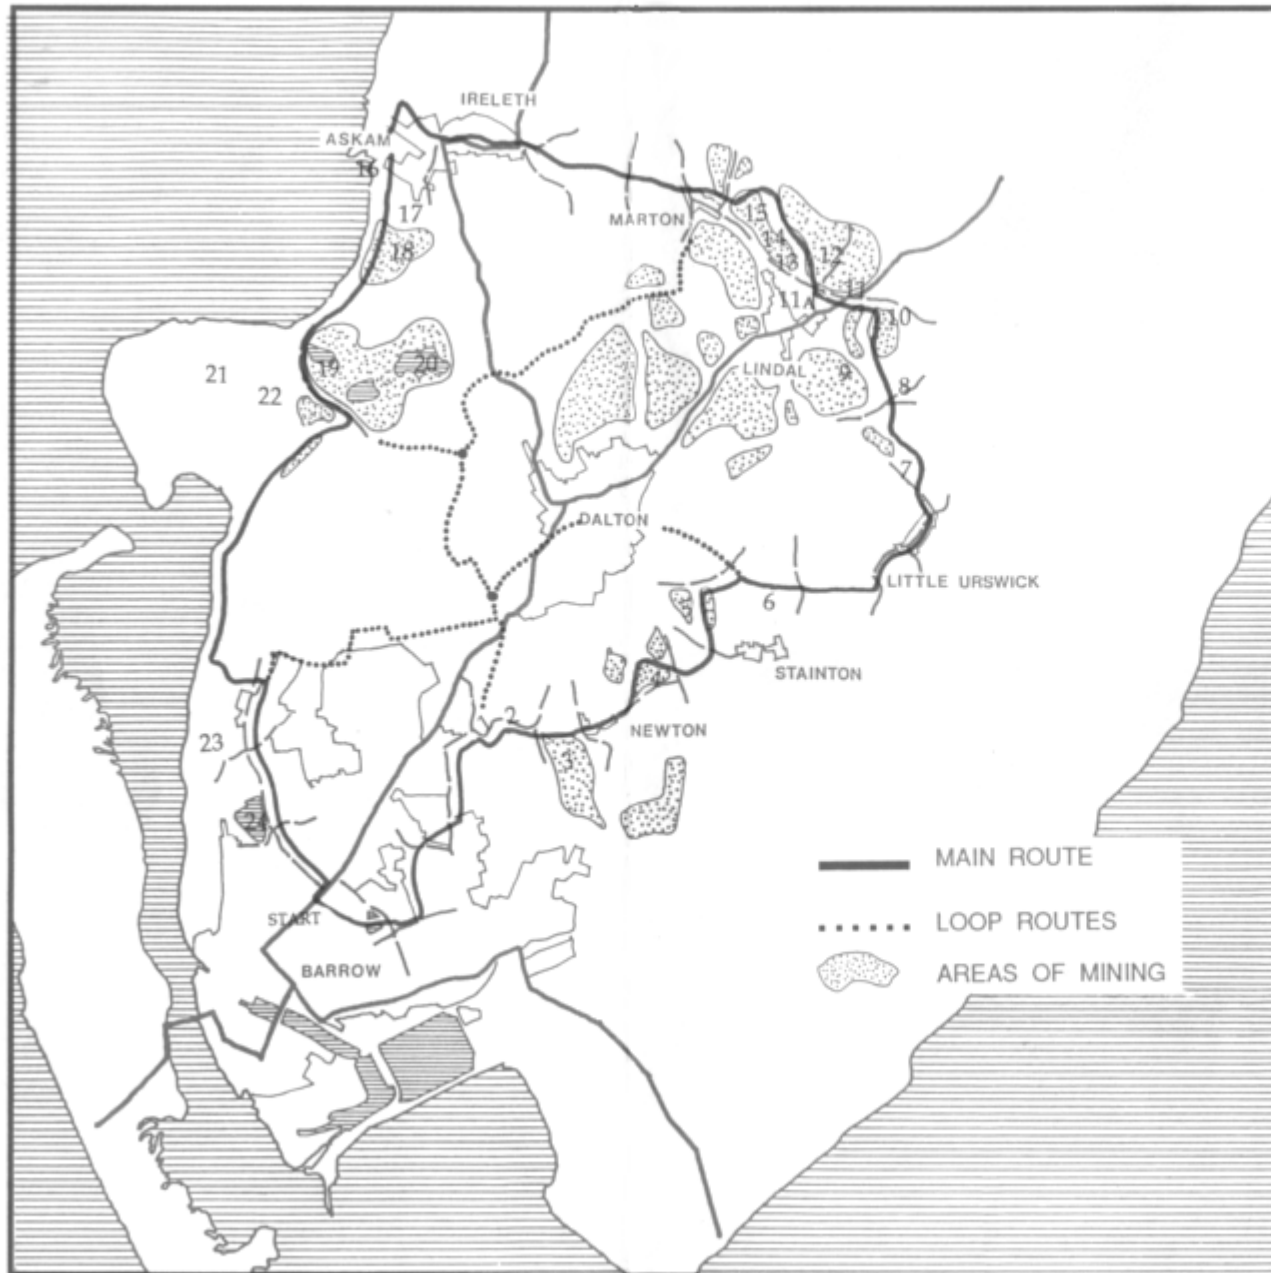 IRELETH
ASKAM
16
17
18
MARTON
15
14
13
12
11
11A
10
19
20
21
22
LINDAL
9
8
7
DALTON
LITTLE URSWICK
6
5
STAINTON
4
2
NEWTON
23
3
24
MAIN ROUTE
START
LOOP ROUTES
BARROW
AREAS OF MINING